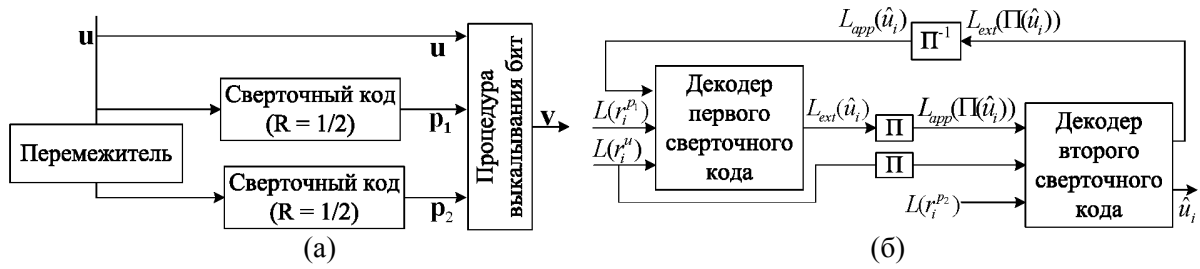 u
u
Сверточный код
(R = 1/2)
p₁
Перемежитель
Сверточный код
(R = 1/2)
p₂
Процедура
выкалывания бит
v
(а)
L_app(û_i)
П⁻¹
L_ext(П(û_i))
L(r_i^{p₁})
L(r_i^u)
Декодер
первого
сверточного
кода
L_ext(û_i)
П
L_app(П(û_i))
П
L(r_i^{p₂})
Декодер
второго
сверточного
кода
û_i
(б)